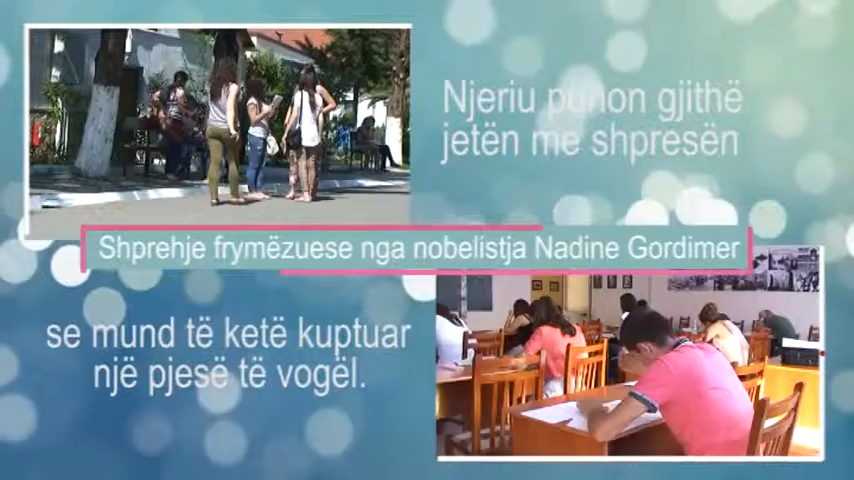 Njeriu punon gjithë
jetën me shpresën
Shprehje frymëzuese nga nobelistja Nadine Gordimer
se mund të ketë kuptuar
një pjesë të vogël.